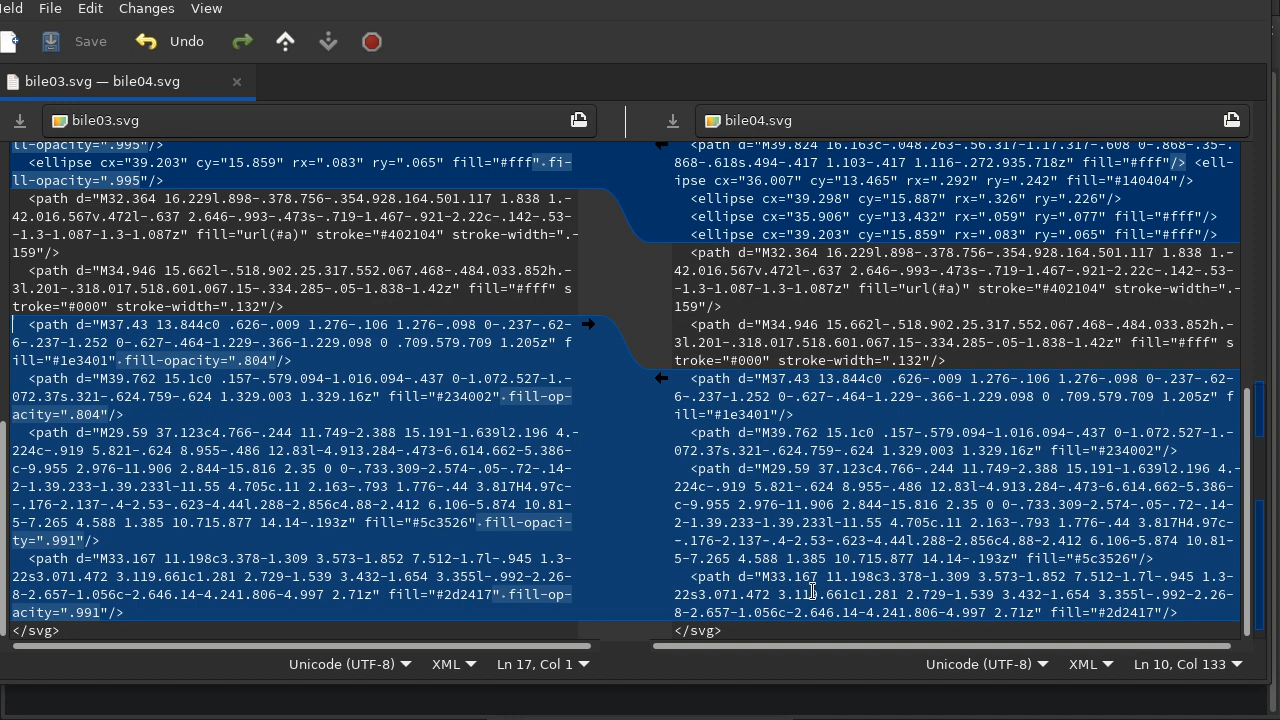 eld File Edit Changes View
Save Undo
bile03.svg — bile04.svg
bile03.svg
ll-opacity=".995"/>
<ellipse cx="39.203" cy="15.859" rx=".083" ry=".065" fill="#fff"·fi-
ll-opacity=".995"/>
<path d="M32.364 16.229l.898-.378.756-.354.928.164.501.117 1.838 1.-
42.016.567v.472l-.637 2.646-.993-.473s-.719-1.467-.921-2.22c-.142-.53-
-1.3-1.087-1.3-1.087z" fill="url(#a)" stroke="#402104" stroke-width=".-
159"/>
<path d="M34.946 15.662l-.518.902.25.317.552.067.468-.484.033.852h.-
3l.201-.318.017.518.601.067.15-.334.285-.05-1.838-1.42z" fill="#fff" s
troke="#000" stroke-width=".132"/>
<path d="M37.43 13.844c0 .626-.009 1.276-.106 1.276-.098 0-.237-.62-
6-.237-1.252 0-.627-.464-1.229-.366-1.229.098 0 .709.579.709 1.205z" f
ill="#1e3401"·fill-opacity=".804"/>
<path d="M39.762 15.1c0 .157-.579.094-1.016.094-.437 0-1.072.527-1.-
072.37s.321-.624.759-.624 1.329.003 1.329.16z" fill="#234002"·fill-op-
acity=".804"/>
<path d="M29.59 37.123c4.766-.244 11.749-2.388 15.191-1.639l2.196 4.-
224c-.919 5.821-.624 8.955-.486 12.83l-4.913.284-.473-6.614.662-5.386-
c-9.955 2.976-11.906 2.844-15.816 2.35 0 0-.733.309-2.574-.05-.72-.14-
2-1.39.233-1.39.233l-11.55 4.705c.11 2.163-.793 1.776-.44 3.817H4.97c-
-.176-2.137-.4-2.53-.623-4.44l.288-2.856c4.88-2.412 6.106-5.874 10.81-
5-7.265 4.588 1.385 10.715.877 14.14-.193z" fill="#5c3526"·fill-opaci-
ty=".991"/>
<path d="M33.167 11.198c3.378-1.309 3.573-1.852 7.512-1.7l-.945 1.3-
22s3.071.472 3.119.661c1.281 2.729-1.539 3.432-1.654 3.355l-.992-2.26-
8-2.657-1.056c-2.646.14-4.241.806-4.997 2.71z" fill="#2d2417"·fill-op-
acity=".991"/>
</svg>
bile04.svg
<path d="M39.824 16.163c-.048.263-.56.317-1.17.317-.608 0-.868-.35-.
868-.618s.494-.417 1.103-.417 1.116-.272.935.718z" fill="#fff"/> <ell-
ipse cx="36.007" cy="13.465" rx=".292" ry=".242" fill="#140404"/>
<ellipse cx="39.298" cy="15.887" rx=".326" ry=".226"/>
<ellipse cx="35.906" cy="13.432" rx=".059" ry=".077" fill="#fff"/>
<ellipse cx="39.203" cy="15.859" rx=".083" ry=".065" fill="#fff"/>
<path d="M32.364 16.229l.898-.378.756-.354.928.164.501.117 1.838 1.-
42.016.567v.472l-.637 2.646-.993-.473s-.719-1.467-.921-2.22c-.142-.53-
-1.3-1.087-1.3-1.087z" fill="url(#a)" stroke="#402104" stroke-width=".-
159"/>
<path d="M34.946 15.662l-.518.902.25.317.552.067.468-.484.033.852h.-
3l.201-.318.017.518.601.067.15-.334.285-.05-1.838-1.42z" fill="#fff" s
troke="#000" stroke-width=".132"/>
<path d="M37.43 13.844c0 .626-.009 1.276-.106 1.276-.098 0-.237-.62-
6-.237-1.252 0-.627-.464-1.229-.366-1.229.098 0 .709.579.709 1.205z" f
ill="#1e3401"/>
<path d="M39.762 15.1c0 .157-.579.094-1.016.094-.437 0-1.072.527-1.-
072.37s.321-.624.759-.624 1.329.003 1.329.16z" fill="#234002"/>
<path d="M29.59 37.123c4.766-.244 11.749-2.388 15.191-1.639l2.196 4.-
224c-.919 5.821-.624 8.955-.486 12.83l-4.913.284-.473-6.614.662-5.386-
c-9.955 2.976-11.906 2.844-15.816 2.35 0 0-.733.309-2.574-.05-.72-.14-
2-1.39.233-1.39.233l-11.55 4.705c.11 2.163-.793 1.776-.44 3.817H4.97c-
-.176-2.137-.4-2.53-.623-4.44l.288-2.856c4.88-2.412 6.106-5.874 10.81-
5-7.265 4.588 1.385 10.715.877 14.14-.193z" fill="#5c3526"/>
<path d="M33.167 11.198c3.378-1.309 3.573-1.852 7.512-1.7l-.945 1.3-
22s3.071.472 3.119.661c1.281 2.729-1.539 3.432-1.654 3.355l-.992-2.26-
8-2.657-1.056c-2.646.14-4.241.806-4.997 2.71z" fill="#2d2417"/>
</svg>
Unicode (UTF-8) XML Ln 17, Col 1
Unicode (UTF-8) XML Ln 10, Col 133